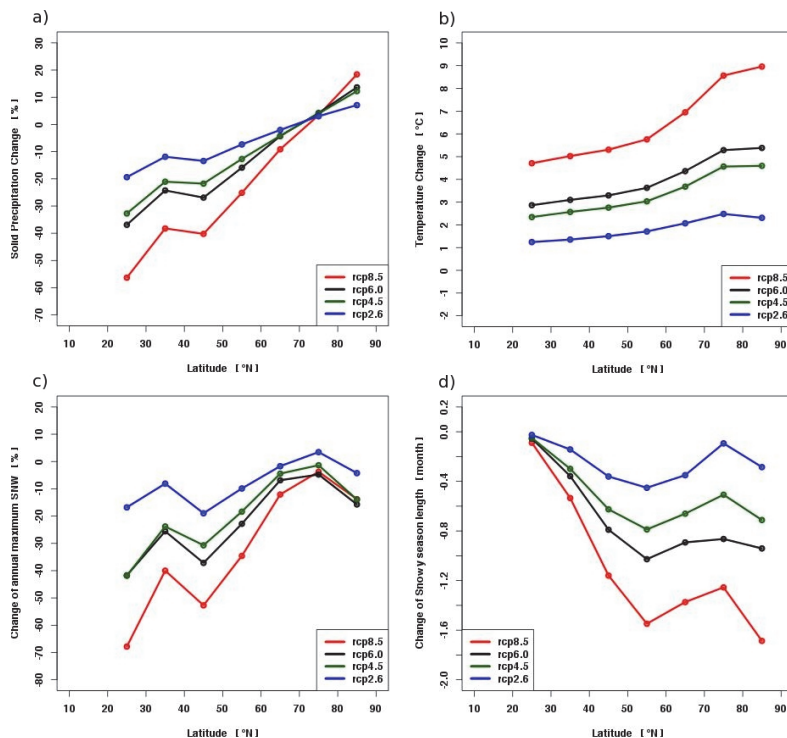 a)
Solid Precipitation Change [ % ]
30
20
10
0
-10
-20
-30
-40
-50
-60
-70
rcp8.5
rcp6.0
rcp4.5
rcp2.6
10 20 30 40 50 60 70 80 90
Latitude [ °N ]
b)
Temperature Change [ °C ]
10
9
8
7
6
5
4
3
2
1
0
-1
-2
rcp8.5
rcp6.0
rcp4.5
rcp2.6
10 20 30 40 50 60 70 80 90
Latitude [ °N ]
c)
Change of annual maximum SNW [ % ]
20
10
0
-10
-20
-30
-40
-50
-60
-70
-80
rcp8.5
rcp6.0
rcp4.5
rcp2.6
10 20 30 40 50 60 70 80 90
Latitude [ °N ]
d)
Change of Snowy season length [ month ]
0.2
0.0
-0.4
-0.8
-1.2
-1.6
-2.0
rcp8.5
rcp6.0
rcp4.5
rcp2.6
10 20 30 40 50 60 70 80 90
Latitude [ °N ]